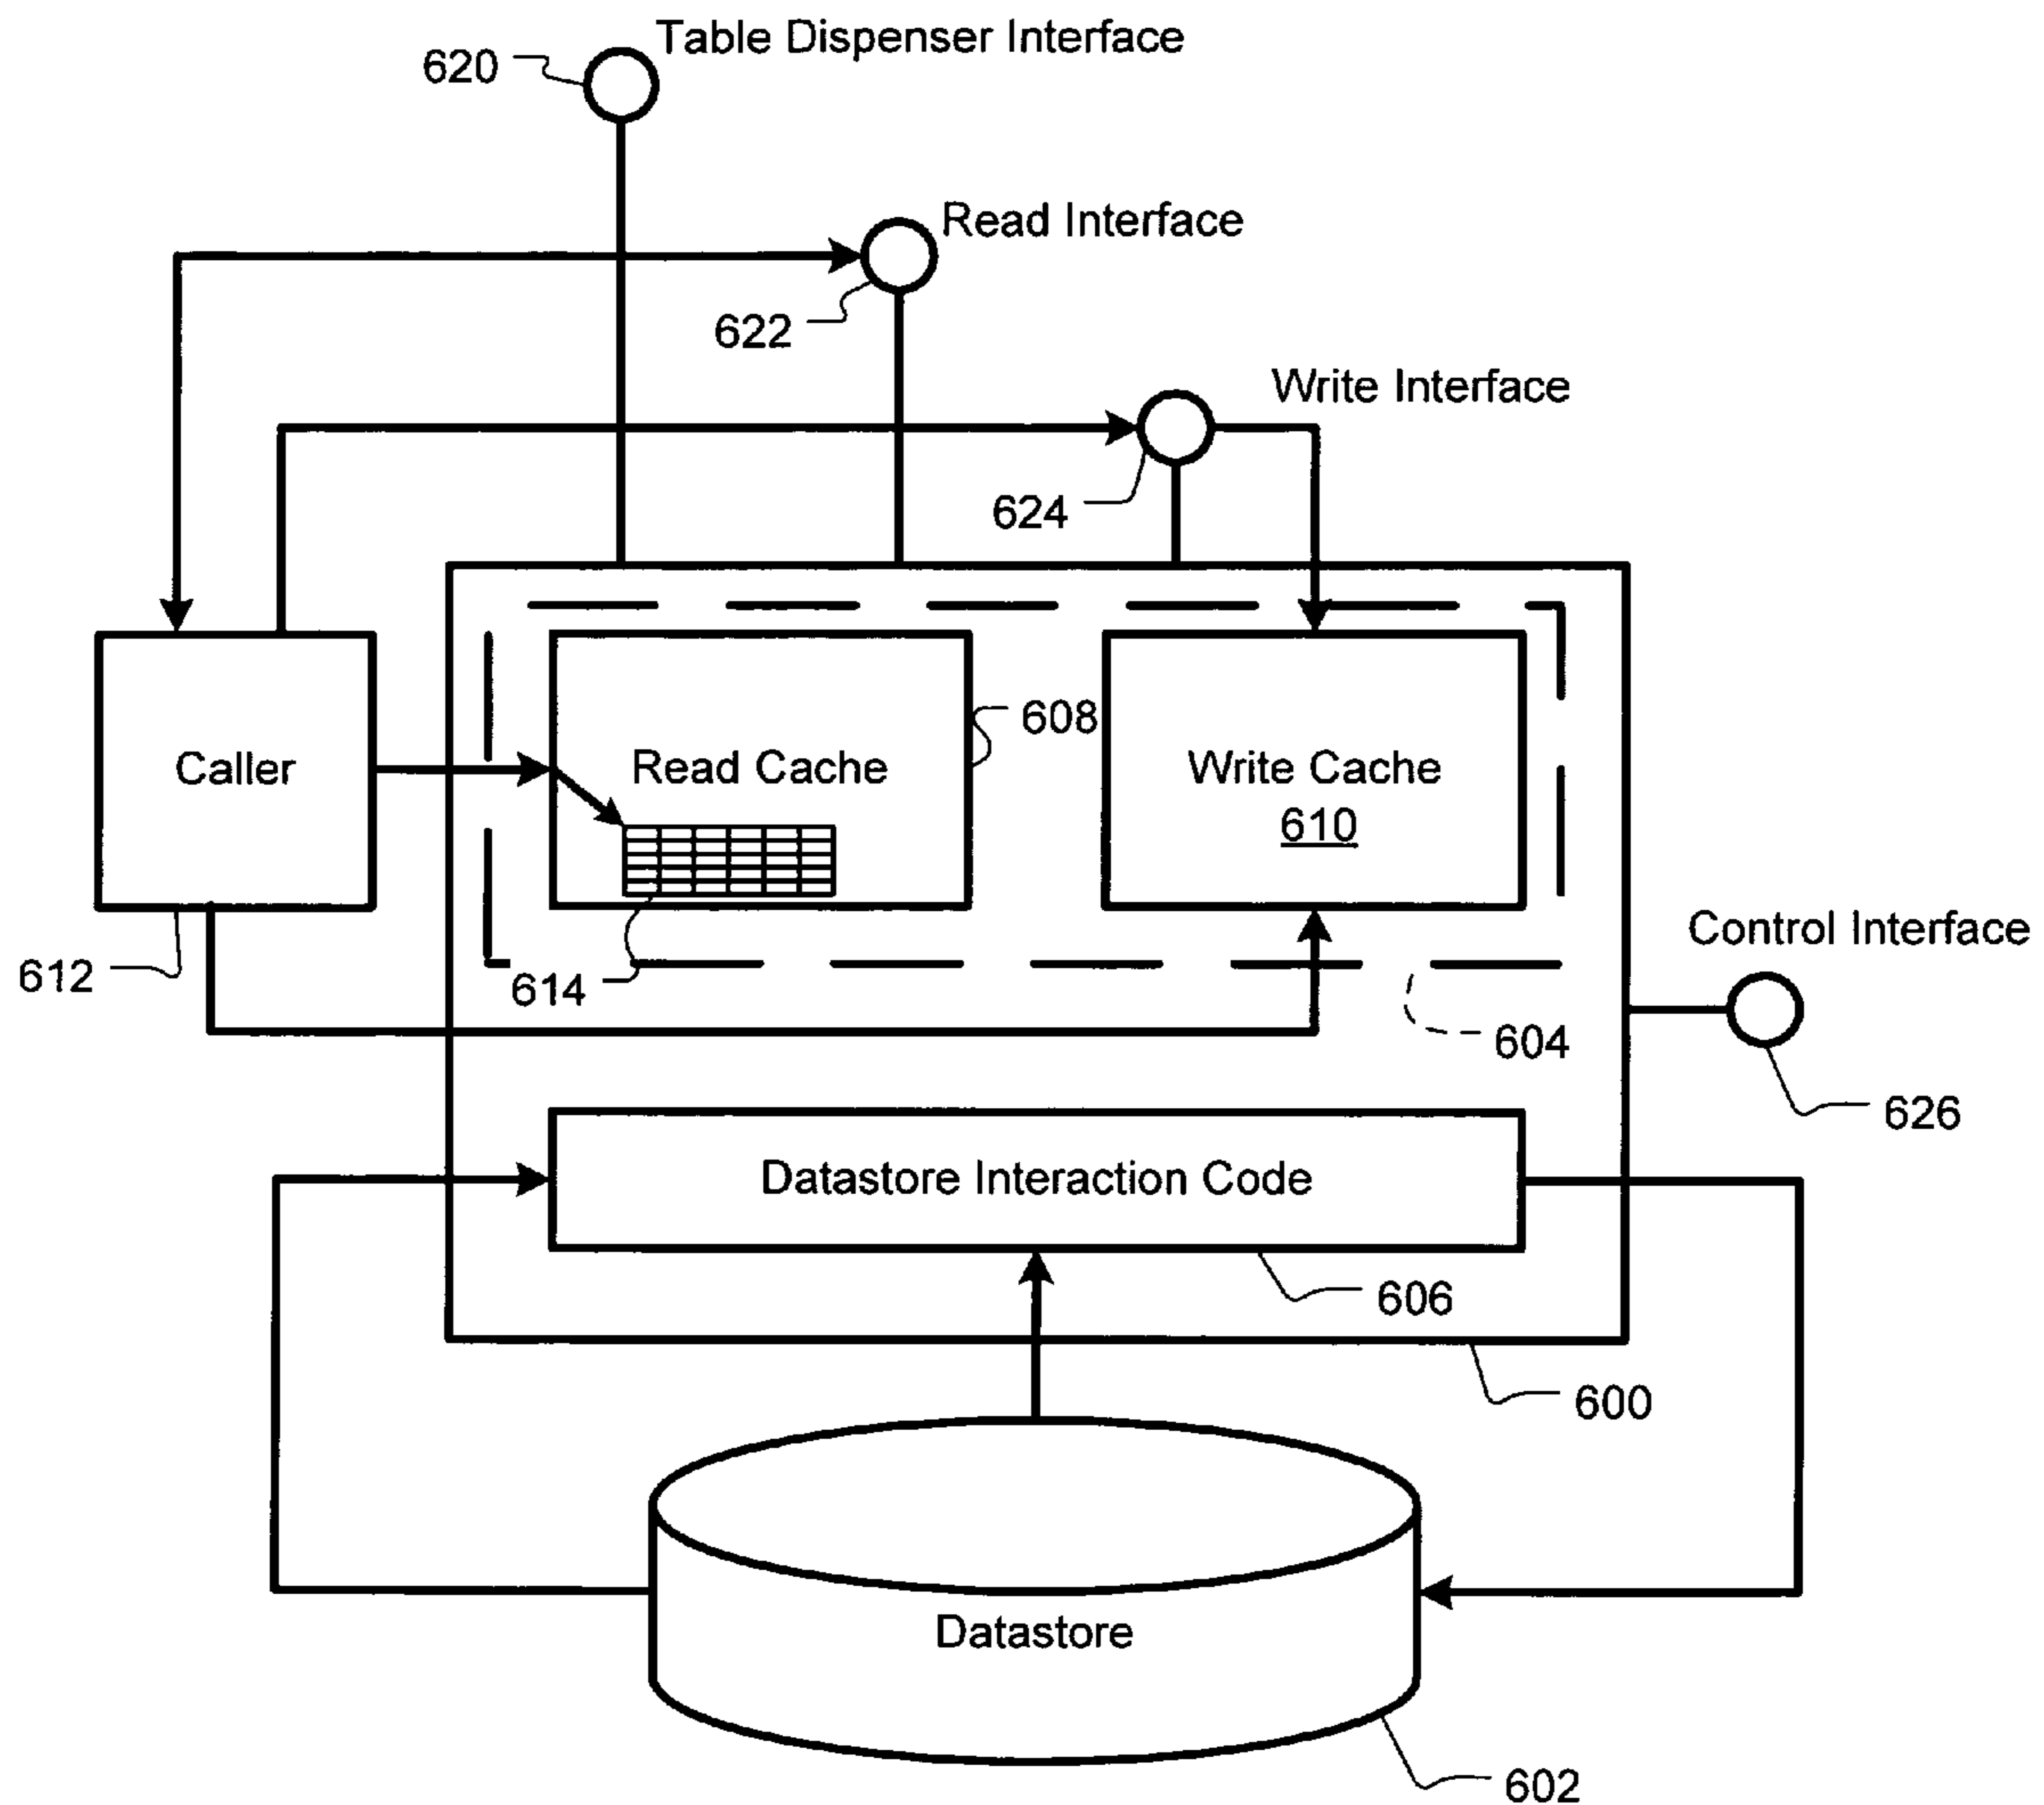 Table Dispenser Interface
620
Read Interface
622
Write Interface
624
608
Caller
Read Cache
Write Cache
610
Control Interface
612
614
604
626
Datastore Interaction Code
606
600
Datastore
602